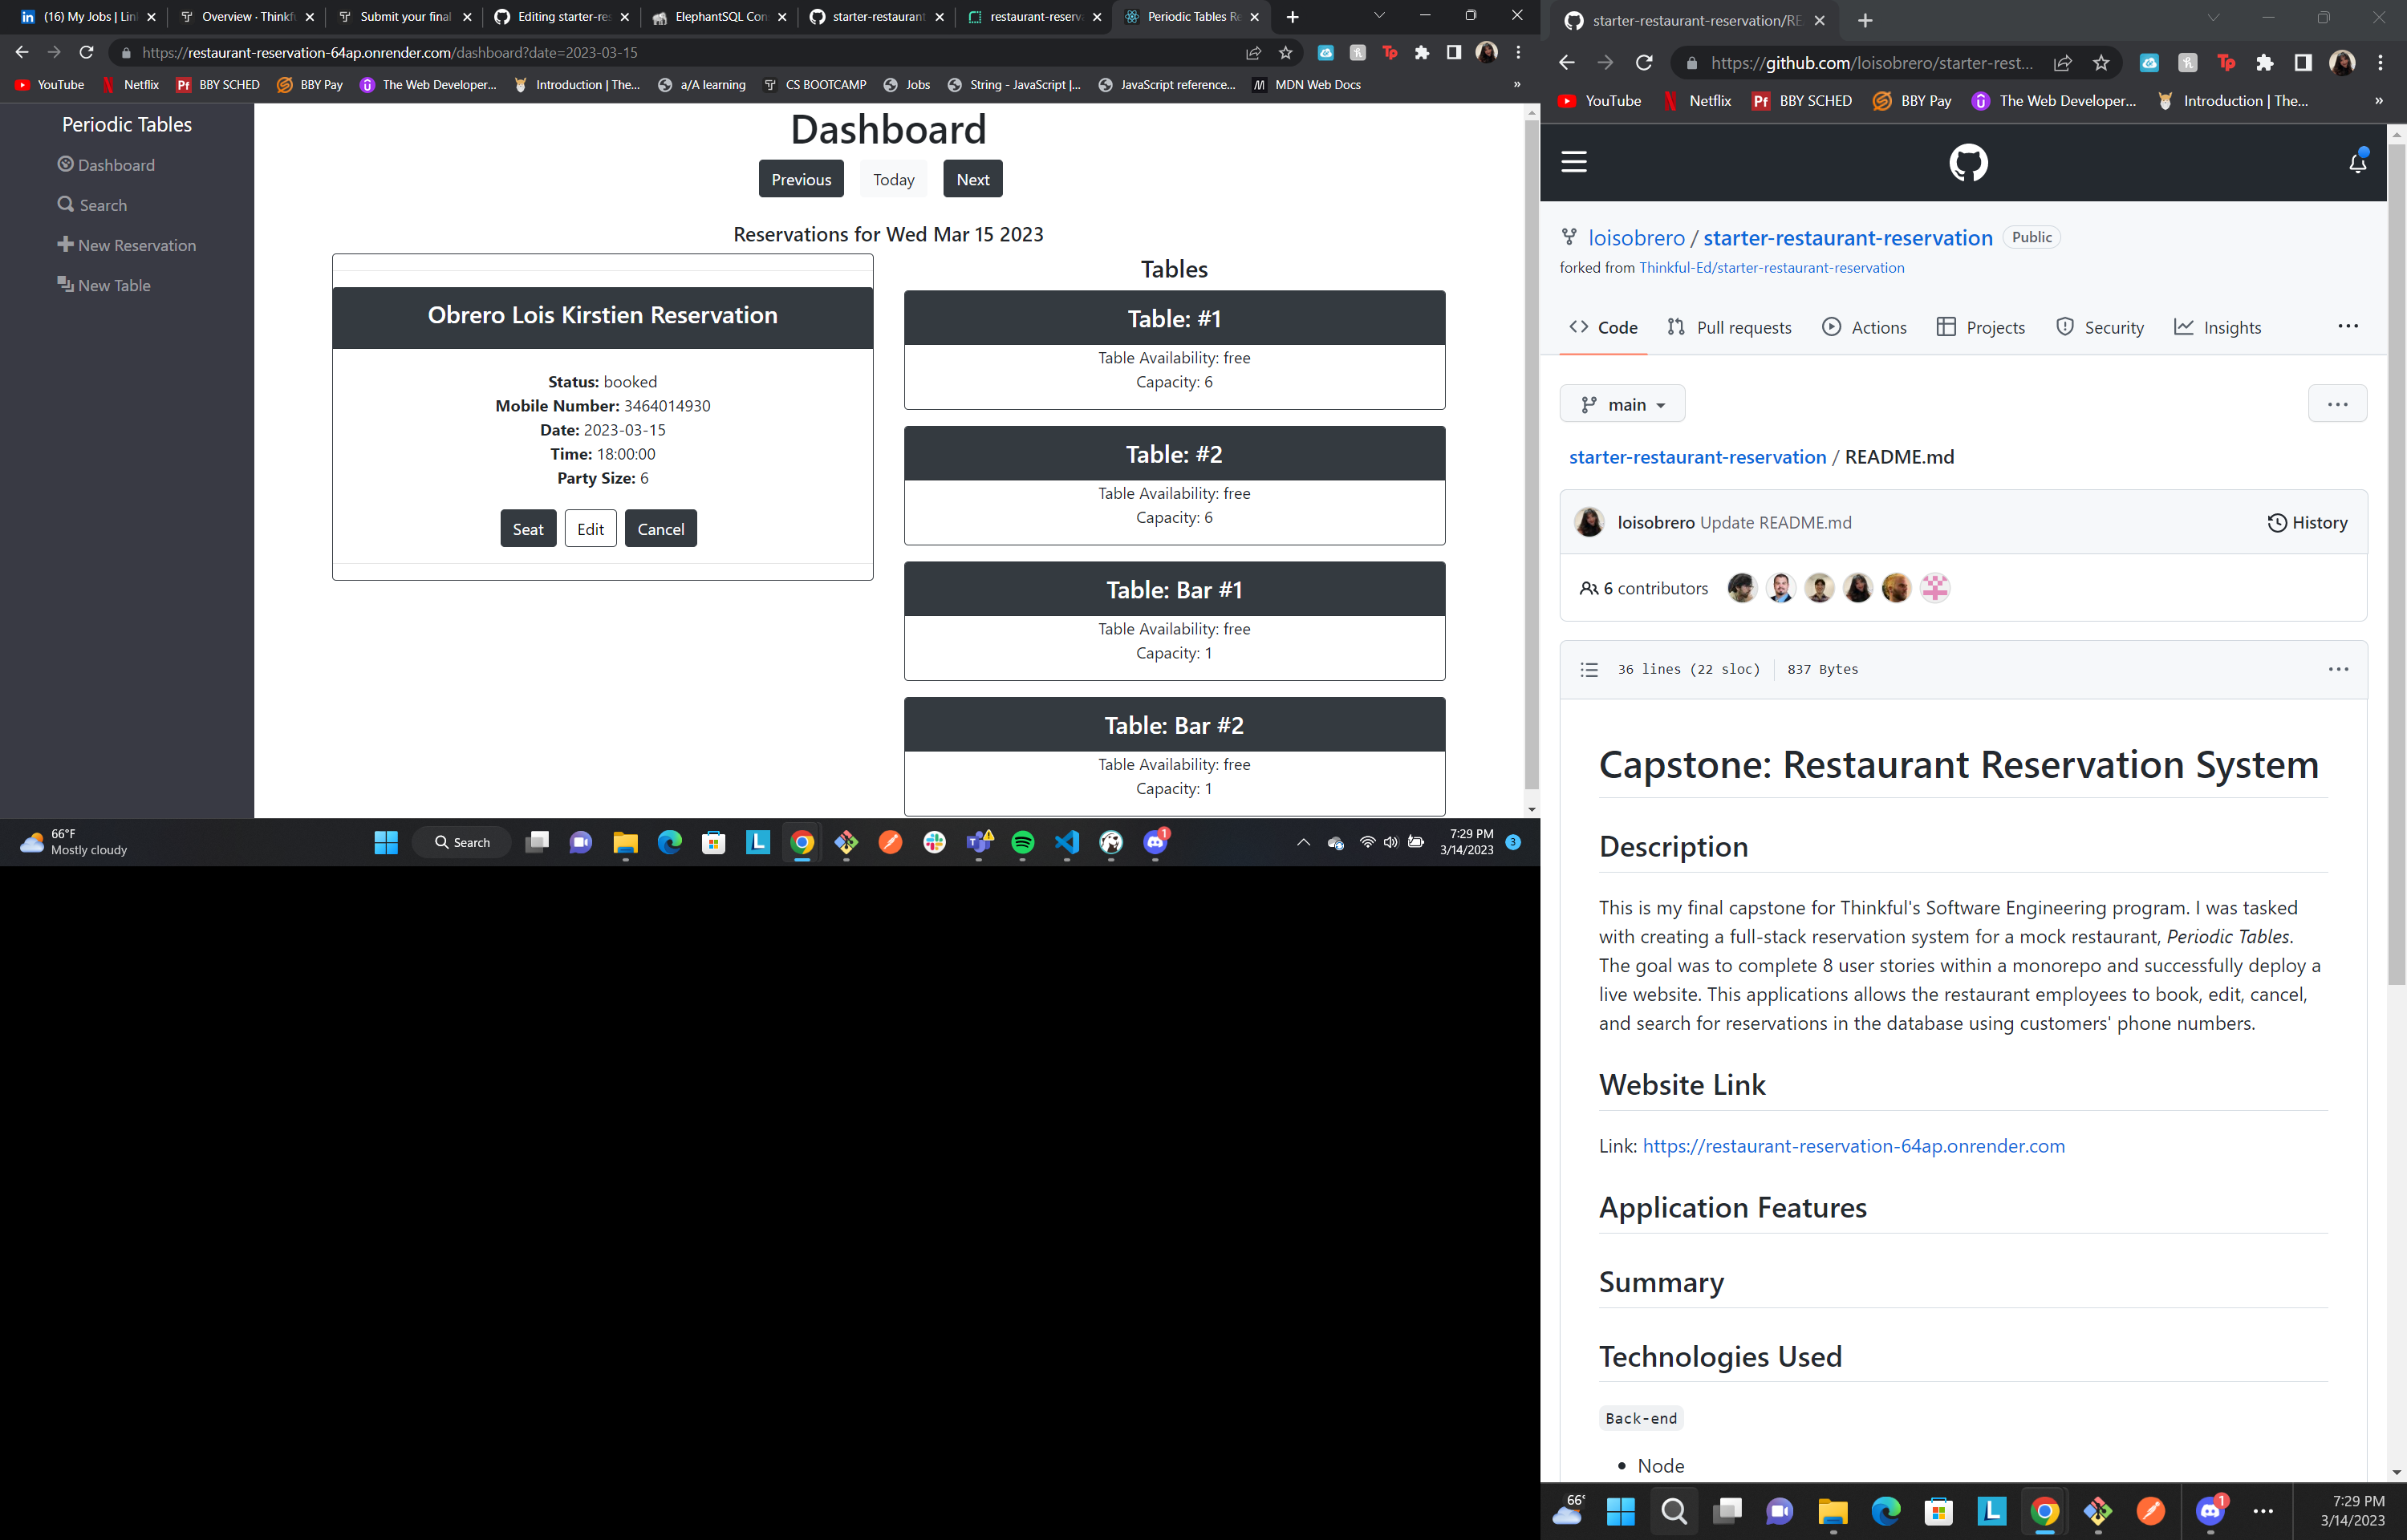 (16) My Jobs | Lin
Overview · Thinkf
Submit your final
Editing starter-res
ElephantSQL Con
starter-restaurant
restaurant-reserva
Periodic Tables Re
https://restaurant-reservation-64ap.onrender.com/dashboard?date=2023-03-15
YouTube
Netflix
BBY SCHED
BBY Pay
The Web Developer...
Introduction | The...
a/A learning
CS BOOTCAMP
Jobs
String - JavaScript |...
JavaScript reference...
MDN Web Docs
»
Periodic Tables
Dashboard
Search
New Reservation
New Table
Dashboard
Previous
Today
Next
Reservations for Wed Mar 15 2023
Obrero Lois Kirstien Reservation
Status: booked
Mobile Number: 3464014930
Date: 2023-03-15
Time: 18:00:00
Party Size: 6
Seat
Edit
Cancel
Tables
Table: #1
Table Availability: free
Capacity: 6
Table: #2
Table Availability: free
Capacity: 6
Table: Bar #1
Table Availability: free
Capacity: 1
Table: Bar #2
Table Availability: free
Capacity: 1
66°F
Mostly cloudy
Search
1
7:29 PM
3/14/2023
3
starter-restaurant-reservation/RE
https://github.com/loisobrero/starter-rest...
YouTube
Netflix
BBY SCHED
BBY Pay
The Web Developer...
Introduction | The...
»
loisobrero / starter-restaurant-reservation
Public
forked from Thinkful-Ed/starter-restaurant-reservation
Code
Pull requests
Actions
Projects
Security
Insights
main
starter-restaurant-reservation / README.md
loisobrero Update README.md
History
6 contributors
36 lines (22 sloc)
837 Bytes
Capstone: Restaurant Reservation System
Description
This is my final capstone for Thinkful's Software Engineering program. I was tasked
with creating a full-stack reservation system for a mock restaurant, Periodic Tables.
The goal was to complete 8 user stories within a monorepo and successfully deploy a
live website. This applications allows the restaurant employees to book, edit, cancel,
and search for reservations in the database using customers' phone numbers.
Website Link
Link: https://restaurant-reservation-64ap.onrender.com
Application Features
Summary
Technologies Used
Back-end
• Node
66°
1
7:29 PM
3/14/2023